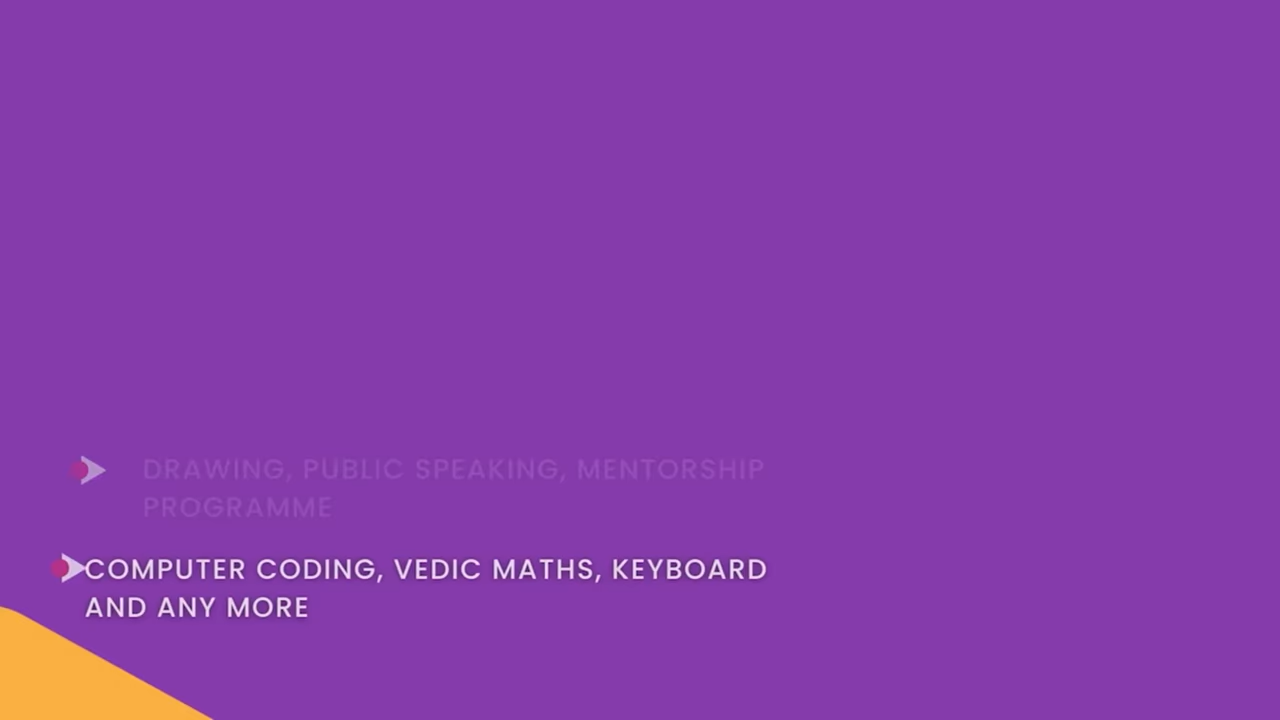 DRAWING, PUBLIC SPEAKING, MENTORSHIP
PROGRAMME
COMPUTER CODING, VEDIC MATHS, KEYBOARD
AND ANY MORE